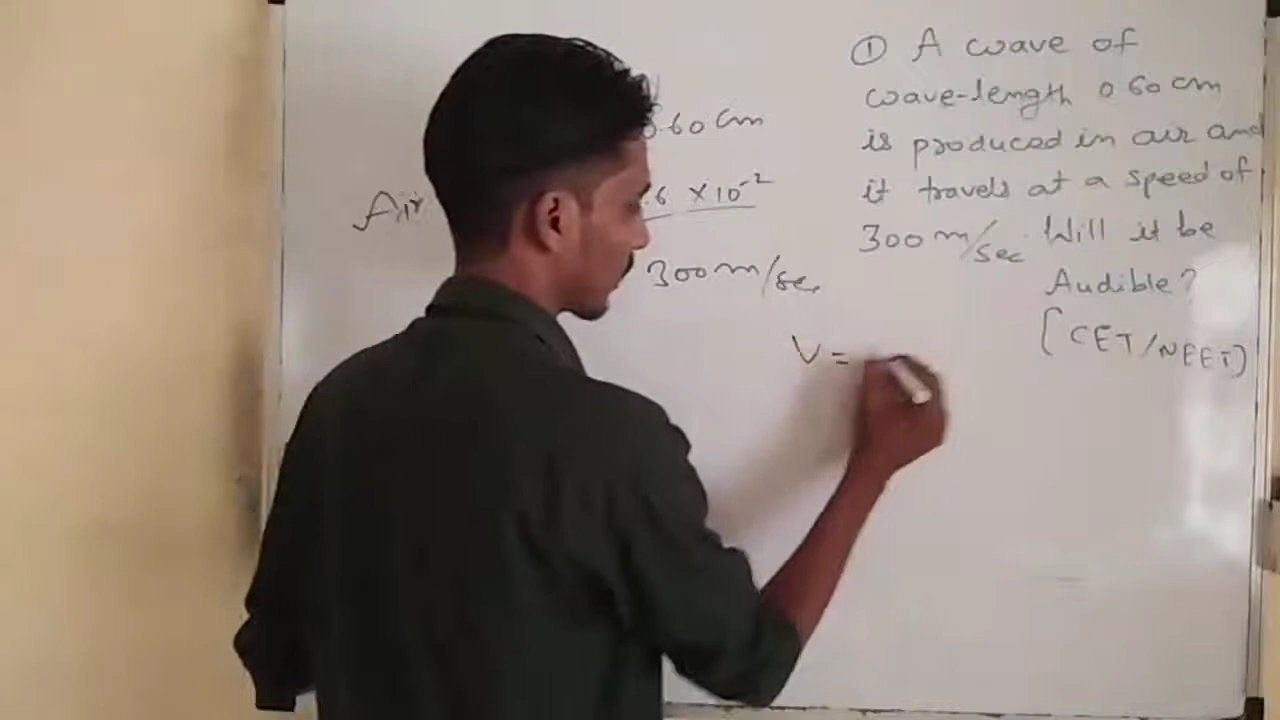 ① A wave of
wave-length 0.60 cm
is produced in air and
it travels at a speed of
300 m/sec. Will it be
Audible?
[CET/NEET)
.60 cm
Air
.6 × 10⁻²
300 m/sec
V =